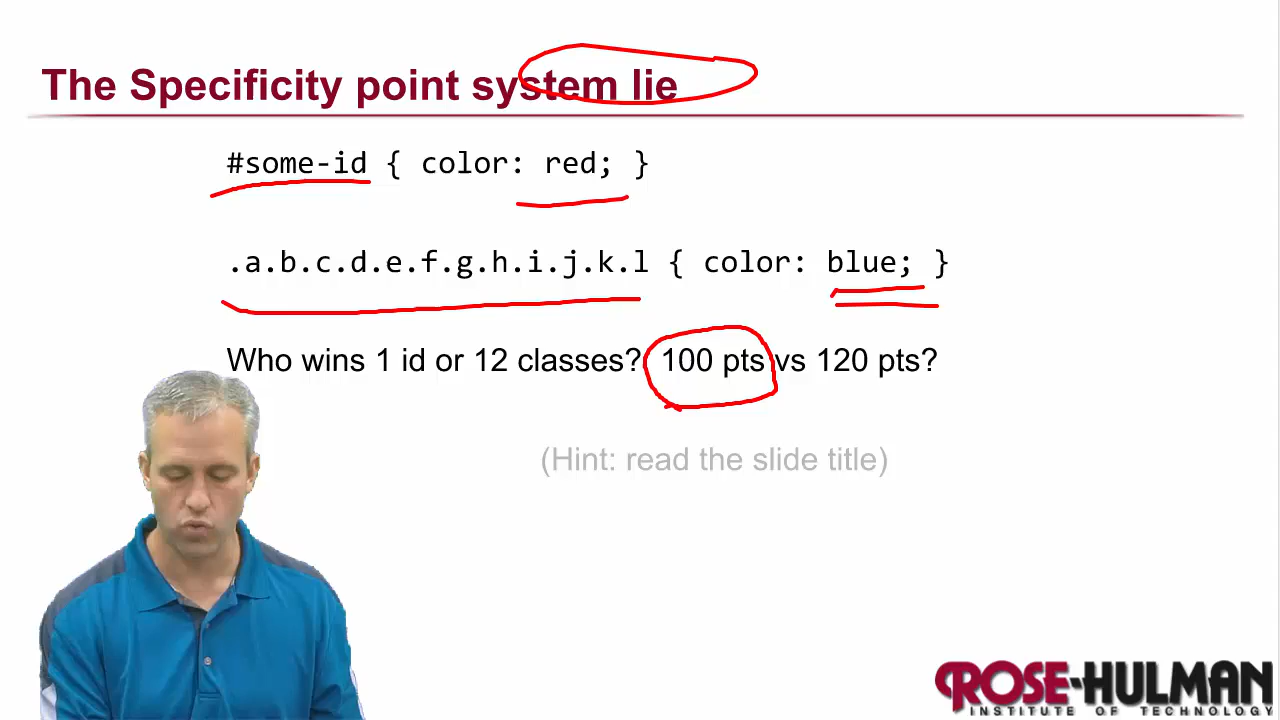 The Specificity point system lie
#some-id { color: red; }
.a.b.c.d.e.f.g.h.i.j.k.l { color: blue; }
Who wins 1 id or 12 classes? 100 pts vs 120 pts?
(Hint: read the slide title)
ROSE-HULMAN
INSTITUTE OF TECHNOLOGY